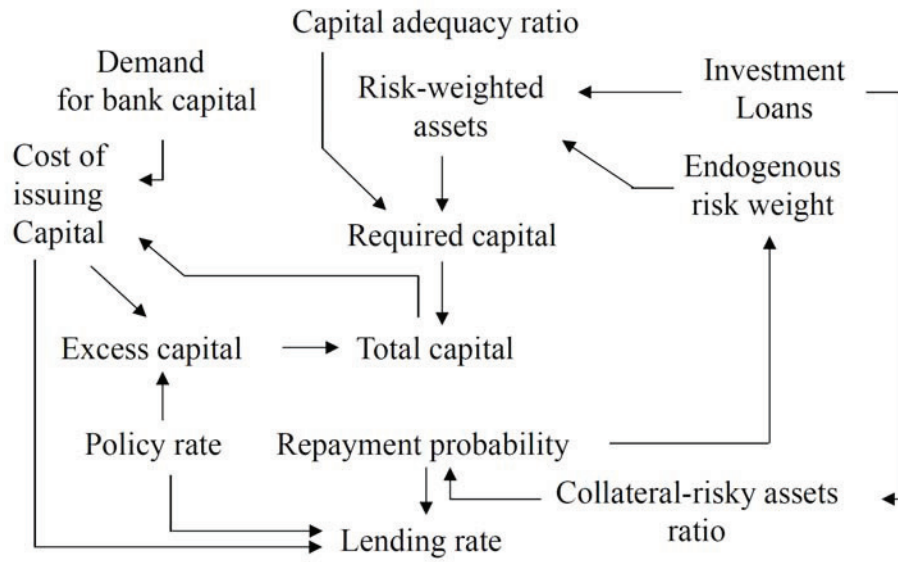 Capital adequacy ratio
Demand
for bank capital
Risk-weighted
assets
Investment
Loans
Cost of
issuing
Capital
Endogenous
risk weight
Required capital
Excess capital
Total capital
Policy rate
Repayment probability
Collateral-risky assets
ratio
Lending rate